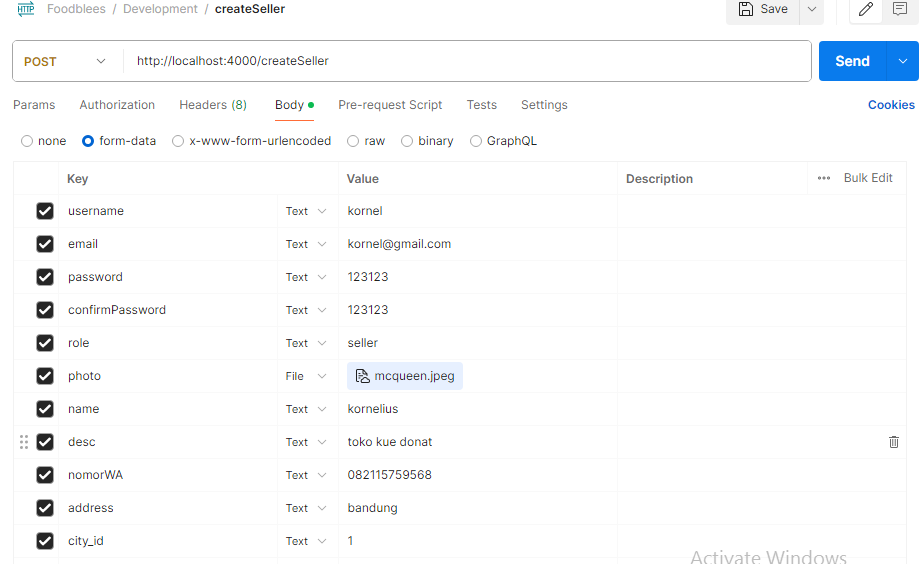 HTTP Foodblees / Development / createSeller Save
POST http://localhost:4000/createSeller Send
Params Authorization Headers (8) Body Pre-request Script Tests Settings Cookies
none form-data x-www-form-urlencoded raw binary GraphQL
Key Value Description ••• Bulk Edit
username Text kornel
email Text kornel@gmail.com
password Text 123123
confirmPassword Text 123123
role Text seller
photo File mcqueen.jpeg
name Text kornelius
desc Text toko kue donat
nomorWA Text 082115759568
address Text bandung
city_id Text 1
Activate Windows